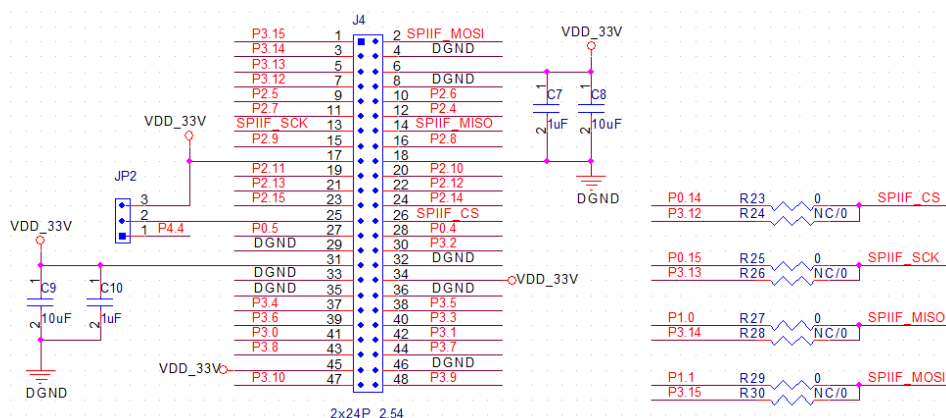 J4
P3.15 1 2 SPIIF_MOSI
P3.14 3 4 DGND
P3.13 5 6
P3.12 7 8 DGND
P2.5 9 10 P2.6
P2.7 11 12 P2.4
SPIIF_SCK 13 14 SPIIF_MISO
P2.9 15 16 P2.8
17 18
P2.11 19 20 P2.10
P2.13 21 22 P2.12
P2.15 23 24 P2.14
25 26 SPIIF_CS
P0.5 27 28 P0.4
DGND 29 30 P3.2
31 32 DGND
DGND 33 34 VDD_33V
DGND 35 36 DGND
P3.4 37 38 P3.5
P3.6 39 40 P3.3
P3.0 41 42 P3.1
P3.8 43 44 P3.7
VDD_33V 45 46 DGND
P3.10 47 48 P3.9
2x24P_2.54
VDD_33V
1 C7 1 C8
2 1uF 2 10uF
DGND
VDD_33V
JP2
3
2
1 P4.4
VDD_33V
1 C9 1 C10
2 10uF 2 1uF
DGND
P0.14 R23 0 SPIIF_CS
P3.12 R24 NC/0
P0.15 R25 0 SPIIF_SCK
P3.13 R26 NC/0
P1.0 R27 0 SPIIF_MISO
P3.14 R28 NC/0
P1.1 R29 0 SPIIF_MOSI
P3.15 R30 NC/0